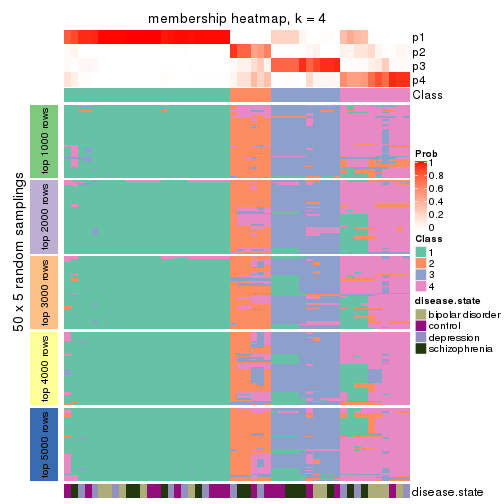 membership heatmap, k = 4
p1
p2
p3
p4
Class
50 x 5 random samplings
top 1000 rows
top 2000 rows
top 3000 rows
top 4000 rows
top 5000 rows
disease.state
Prob
1
0.8
0.6
0.4
0.2
0
Class
1
2
3
4
disease.state
bipolar disorder
control
depression
schizophrenia